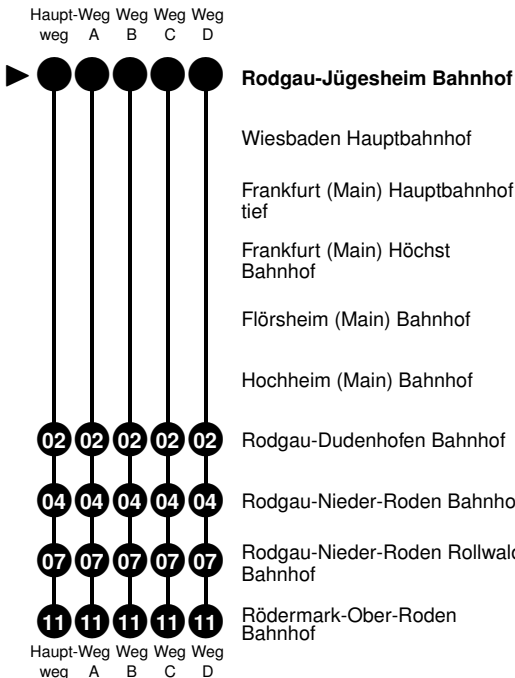 Haupt-Weg Weg Weg Weg
weg A B C D
Rodgau-Jügesheim Bahnhof
Wiesbaden Hauptbahnhof
Frankfurt (Main) Hauptbahnhof
tief
Frankfurt (Main) Höchst
Bahnhof
Flörsheim (Main) Bahnhof
Hochheim (Main) Bahnhof
02 02 02 02 02 Rodgau-Dudenhofen Bahnhof
04 04 04 04 04 Rodgau-Nieder-Roden Bahnho
07 07 07 07 07 Rodgau-Nieder-Roden Rollwald
Bahnhof
11 11 11 11 11 Rödermark-Ober-Roden
Bahnhof
Haupt-Weg Weg Weg Weg
weg A B C D